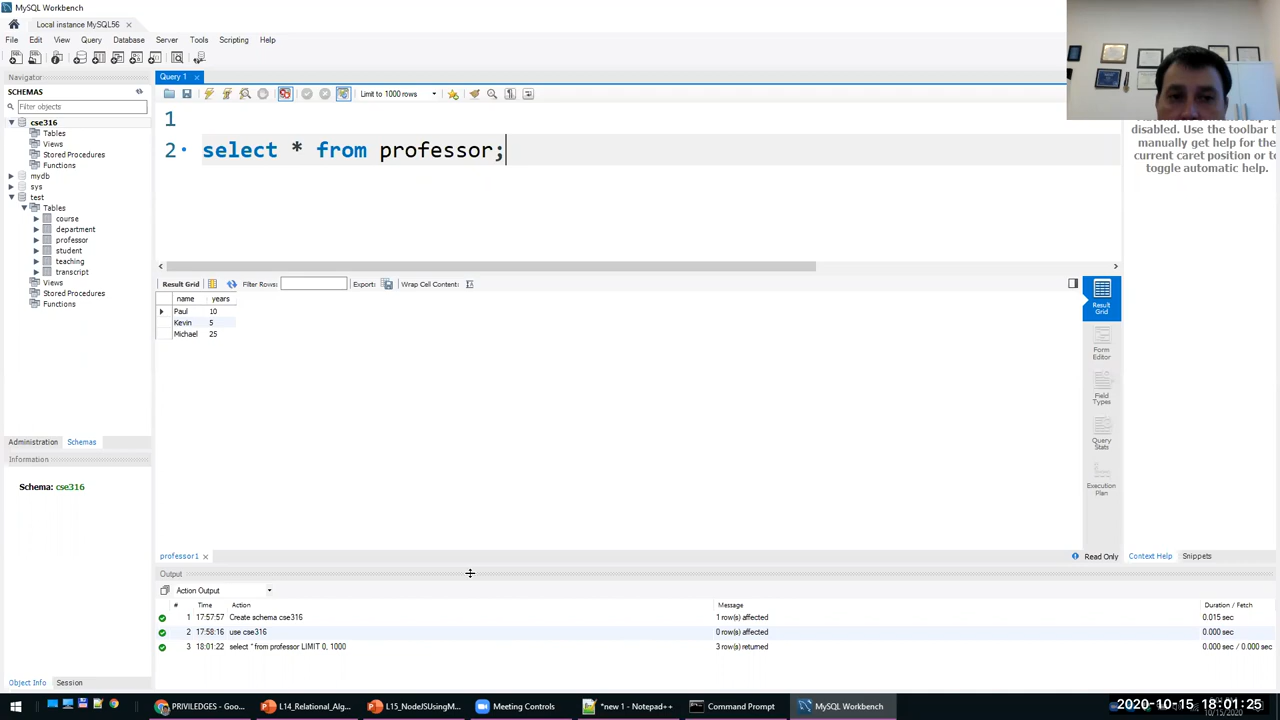 MySQL Workbench
Local instance MySQL56
File Edit View Query Database Server Tools Scripting Help
Navigator
SCHEMAS
Filter objects
cse316
Tables
Views
Stored Procedures
Functions
mydb
sys
test
Tables
course
department
professor
student
teaching
transcript
Views
Stored Procedures
Functions
Administration Schemas
Information
Schema: cse316
Object Info Session
Query 1
Limit to 1000 rows
1
2 select * from professor;
Result Grid Filter Rows: Export: Wrap Cell Content:
name years
Paul 10
Kevin 5
Michael 25
Result Grid
Form Editor
Field Types
Query Stats
Execution Plan
professor1
Read Only
disabled. Use the toolbar to
manually get help for the
current caret position or to
toggle automatic help.
Context Help Snippets
Output
Action Output
# Time Action Message Duration / Fetch
1 17:57:57 Create schema cse316 1 row(s) affected 0.015 sec
2 17:58:16 use cse316 0 row(s) affected 0.000 sec
3 18:01:22 select * from professor LIMIT 0, 1000 3 row(s) returned 0.000 sec / 0.000 sec
PRIVILEDGES - Goo...
L14_Relational_Alg...
L15_NodeJSUsingM...
Meeting Controls
*new 1 - Notepad++
Command Prompt
MySQL Workbench
2020-10-15 18:01:25